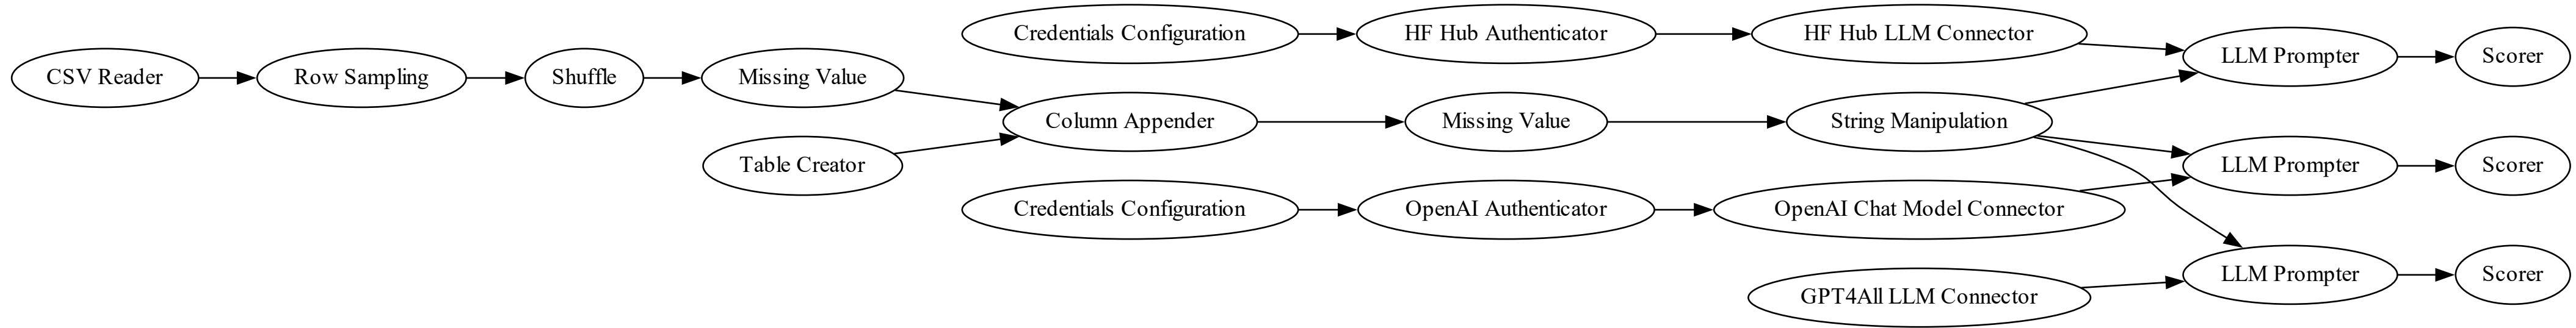 CSV Reader
Row Sampling
Shuffle
Missing Value
Table Creator
Credentials Configuration
Column Appender
Credentials Configuration
HF Hub Authenticator
Missing Value
OpenAI Authenticator
HF Hub LLM Connector
String Manipulation
OpenAI Chat Model Connector
GPT4All LLM Connector
LLM Prompter
LLM Prompter
LLM Prompter
Scorer
Scorer
Scorer